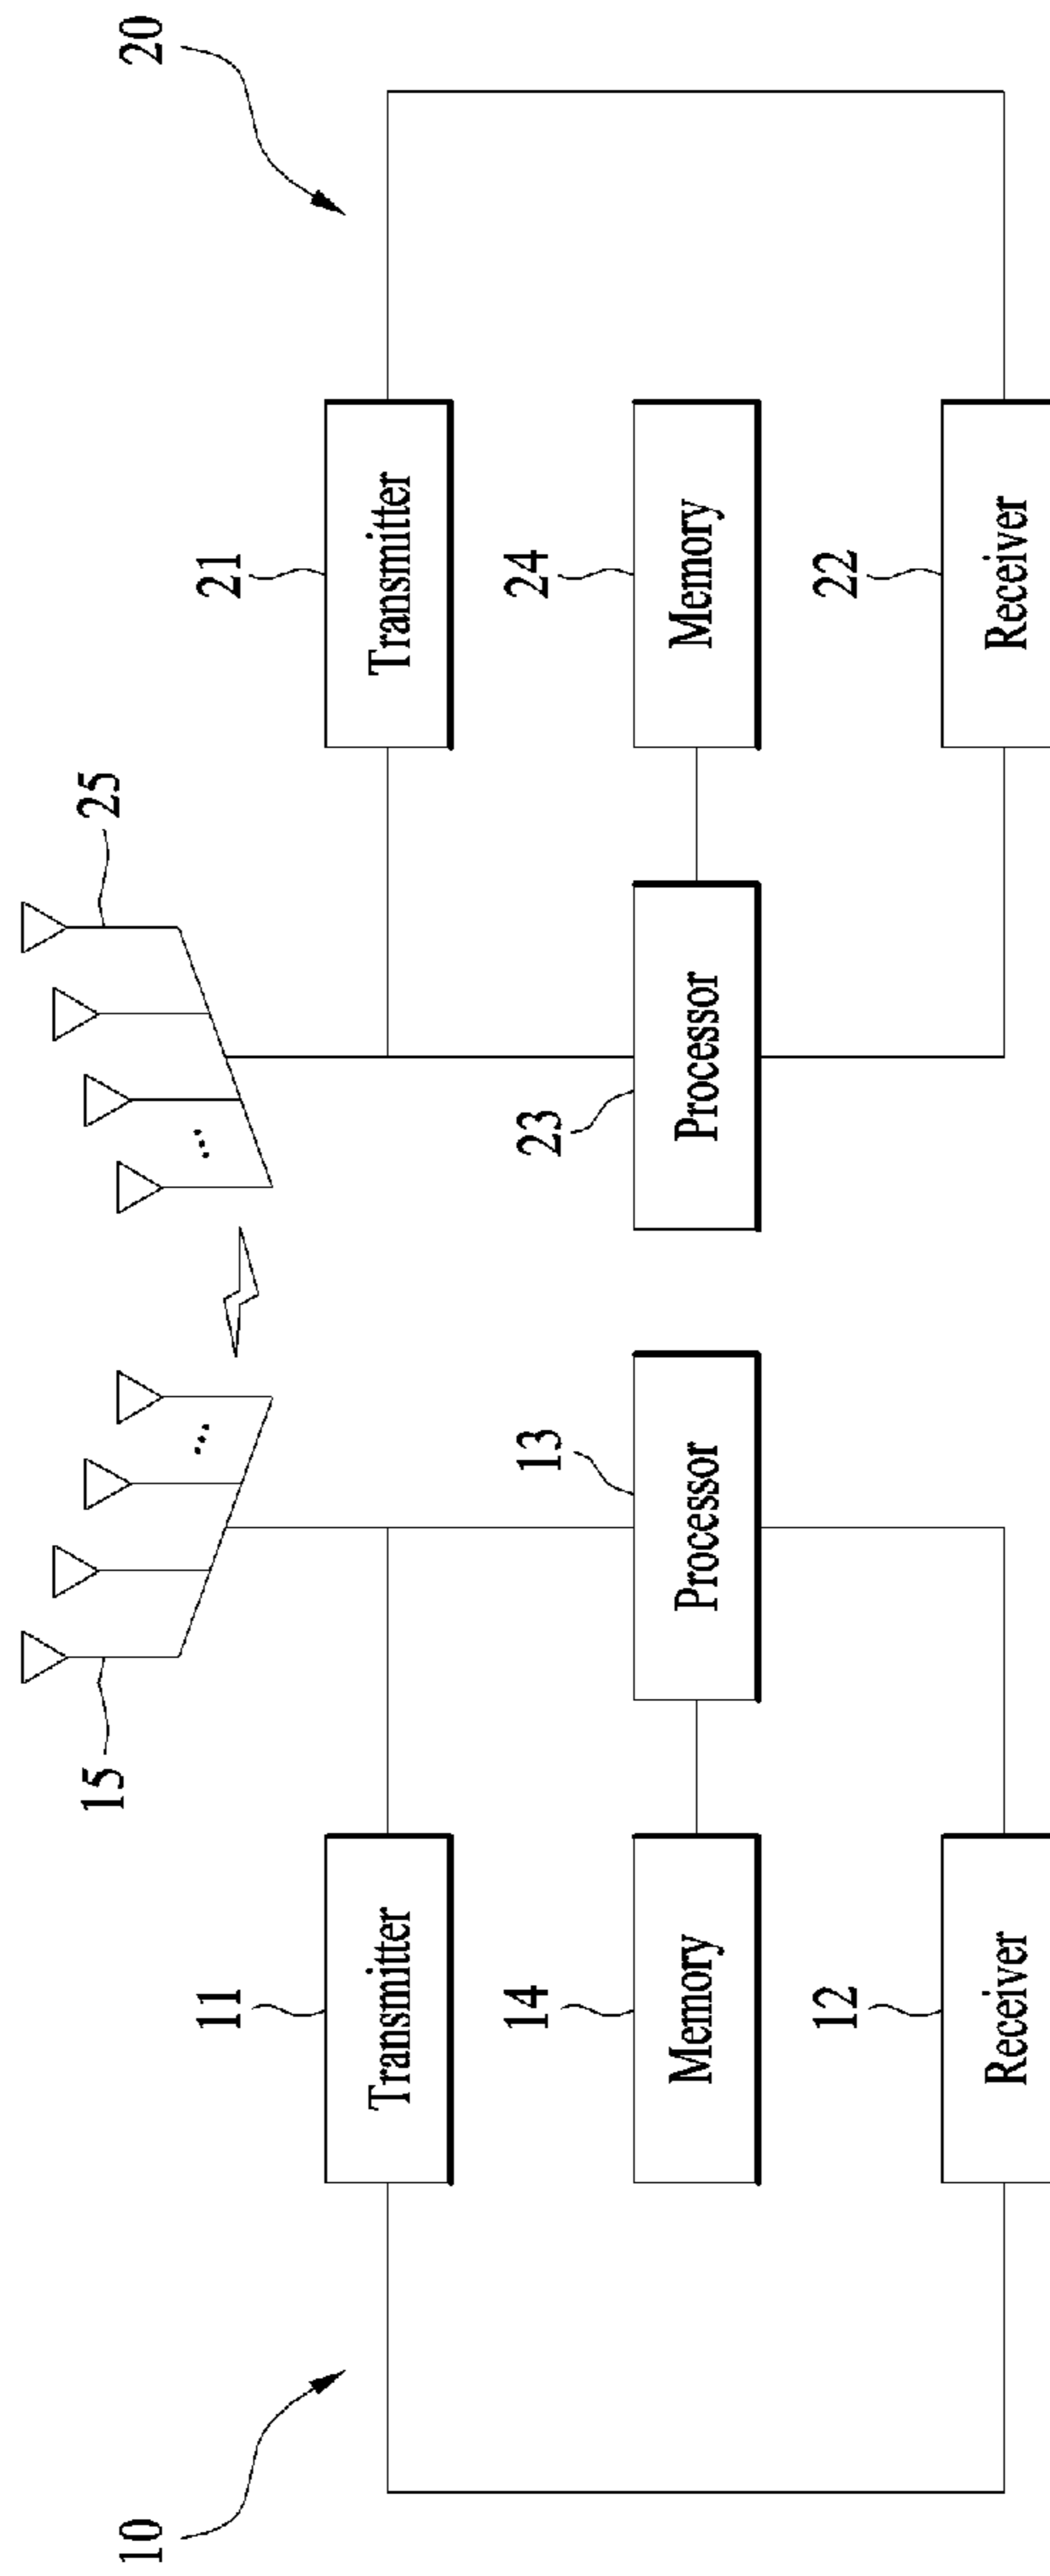 10
20
15
25
11
Transmitter
21
Transmitter
13
Processor
23
Processor
14
Memory
24
Memory
12
Receiver
22
Receiver
...
...